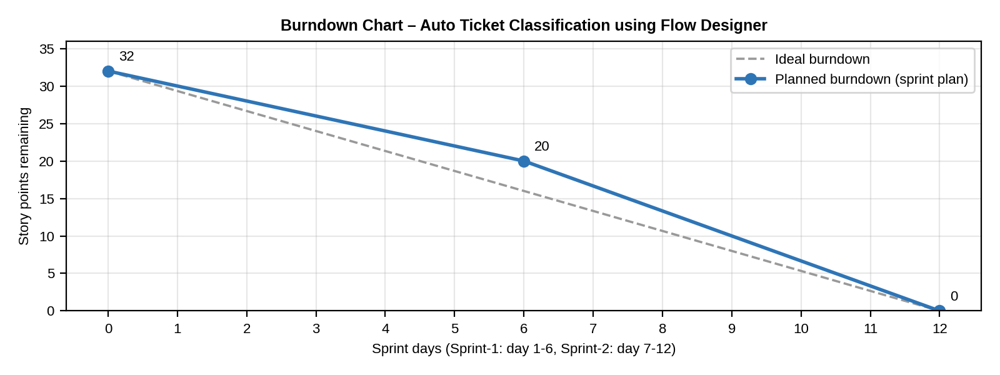 Burndown Chart – Auto Ticket Classification using Flow Designer
Ideal burndown
Planned burndown (sprint plan)
Story points remaining
35
30
25
20
15
10
5
0
32
20
0
0 1 2 3 4 5 6 7 8 9 10 11 12
Sprint days (Sprint-1: day 1-6, Sprint-2: day 7-12)